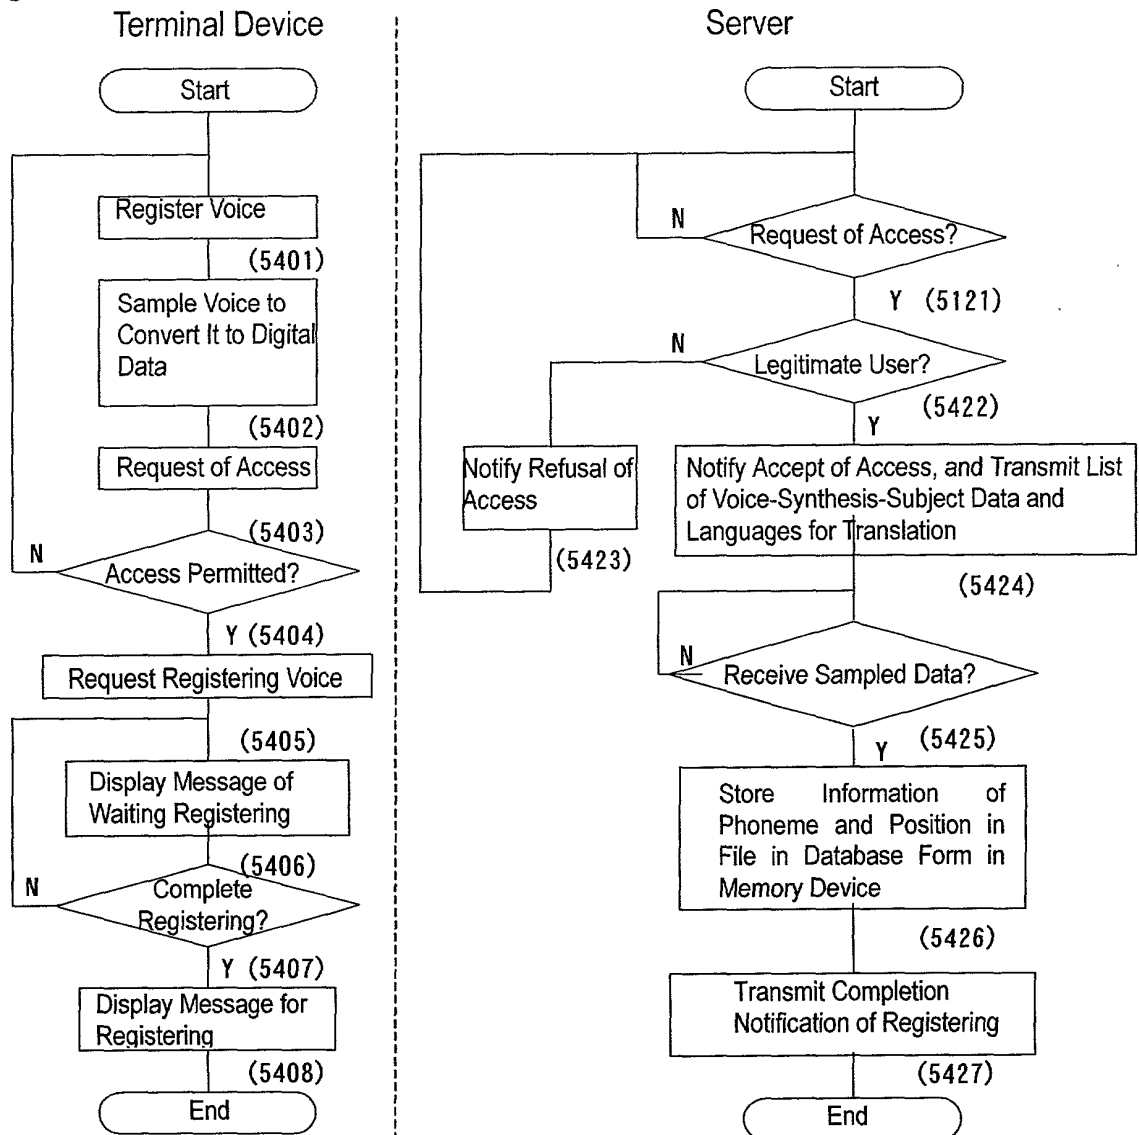 Terminal Device
Start
Register Voice
(5401)
Sample Voice to
Convert It to Digital
Data
(5402)
Request of Access
(5403)
N
Access Permitted?
Y (5404)
Request Registering Voice
(5405)
Display Message of
Waiting Registering
(5406)
N
Complete
Registering?
Y (5407)
Display Message for
Registering
(5408)
End
Server
Start
N
Request of Access?
Y (5121)
N
Legitimate User?
(5422)
Y
Notify Refusal of
Access
(5423)
Notify Accept of Access, and Transmit List
of Voice-Synthesis-Subject Data and
Languages for Translation
(5424)
N
Receive Sampled Data?
Y (5425)
Store Information of
Phoneme and Position in
File in Database Form in
Memory Device
(5426)
Transmit Completion
Notification of Registering
(5427)
End